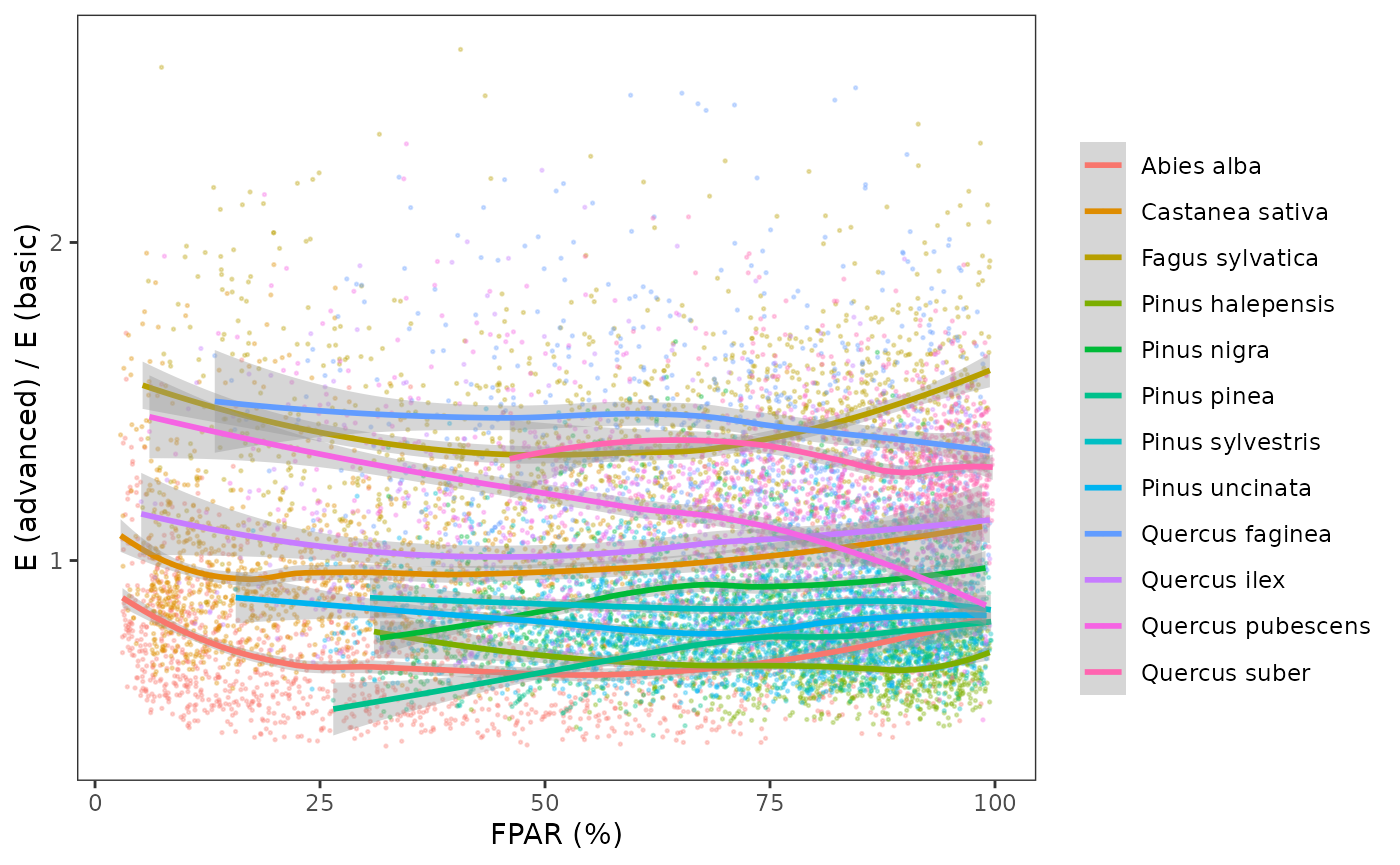 E (advanced) / E (basic)
2
1
0
25
50
75
100
FPAR (%)
Abies alba
Castanea sativa
Fagus sylvatica
Pinus halepensis
Pinus nigra
Pinus pinea
Pinus sylvestris
Pinus uncinata
Quercus faginea
Quercus ilex
Quercus pubescens
Quercus suber